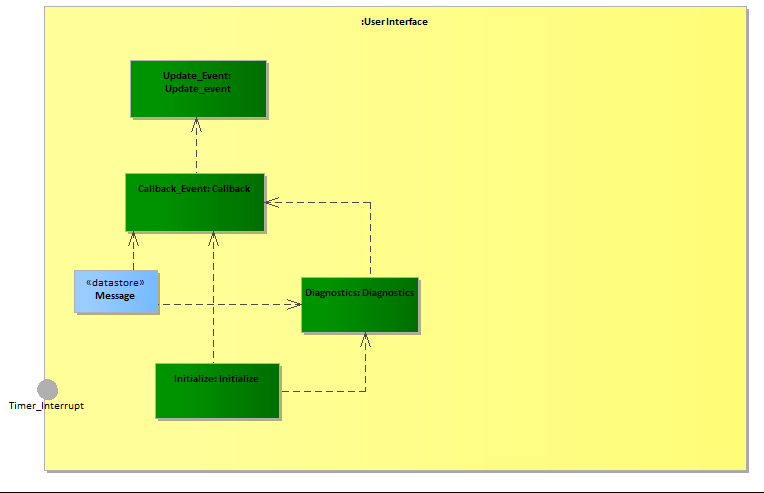 :User Interface
Update_Event:
Update_event
Callback_Event: Callback
«datastore»
Message
Diagnostics: Diagnostics
Initialize: Initialize
Timer_Interrupt